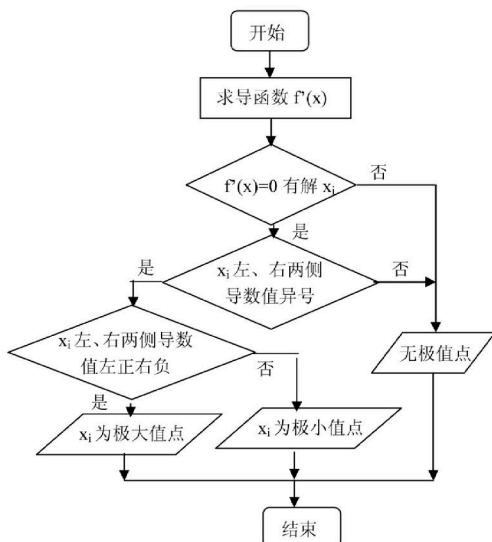 开始
求导函数 f'(x)
f'(x)=0 有解 xi
否
是
xi 左、右两侧
导数值异号
是
否
xi 左、右两侧导数
值左正右负
否
无极值点
是
xi 为极大值点
xi 为极小值点
结束